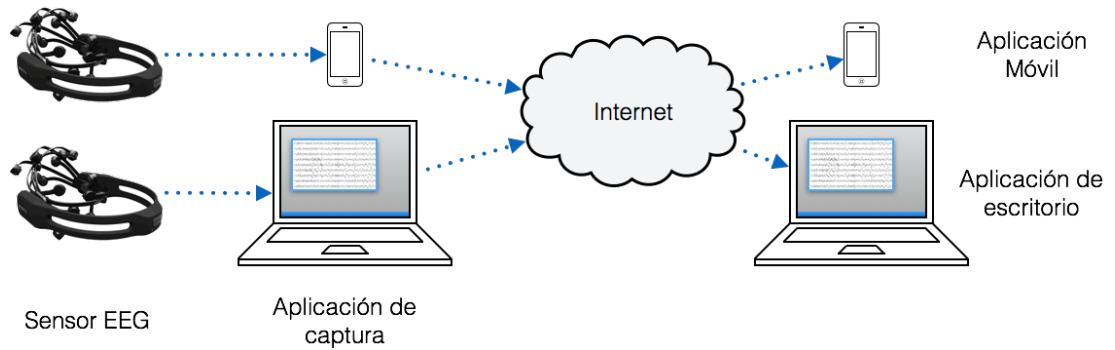 Aplicación
Móvil
Internet
Aplicación de
escritorio
Sensor EEG
Aplicación de
captura